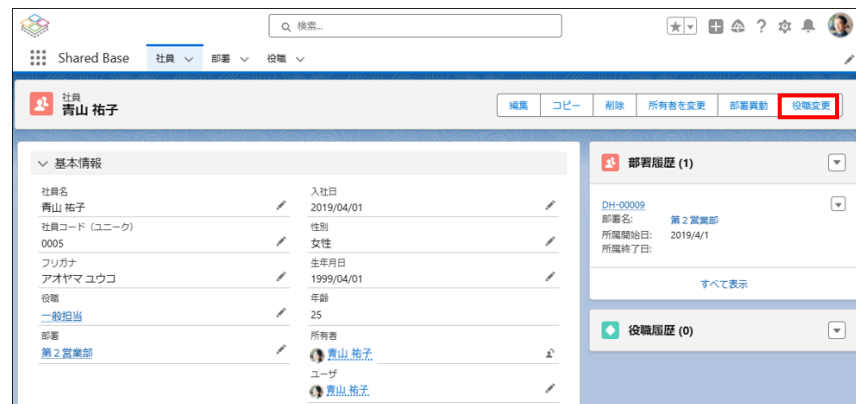 検索...
Shared Base 社員 部署 役職
社員
青山 祐子
編集 コピー 削除 所有者を変更 部署異動 役職変更
基本情報
社員名
青山 祐子
社員コード（ユニーク）
0005
フリガナ
アオヤマ ユウコ
役職
一般担当
部署
第２営業部
入社日
2019/04/01
性別
女性
生年月日
1999/04/01
年齢
25
所有者
青山 祐子
ユーザ
青山 祐子
部署履歴 (1)
DH-00009
部署名: 第２営業部
所属開始日: 2019/4/1
所属終了日:
すべて表示
役職履歴 (0)